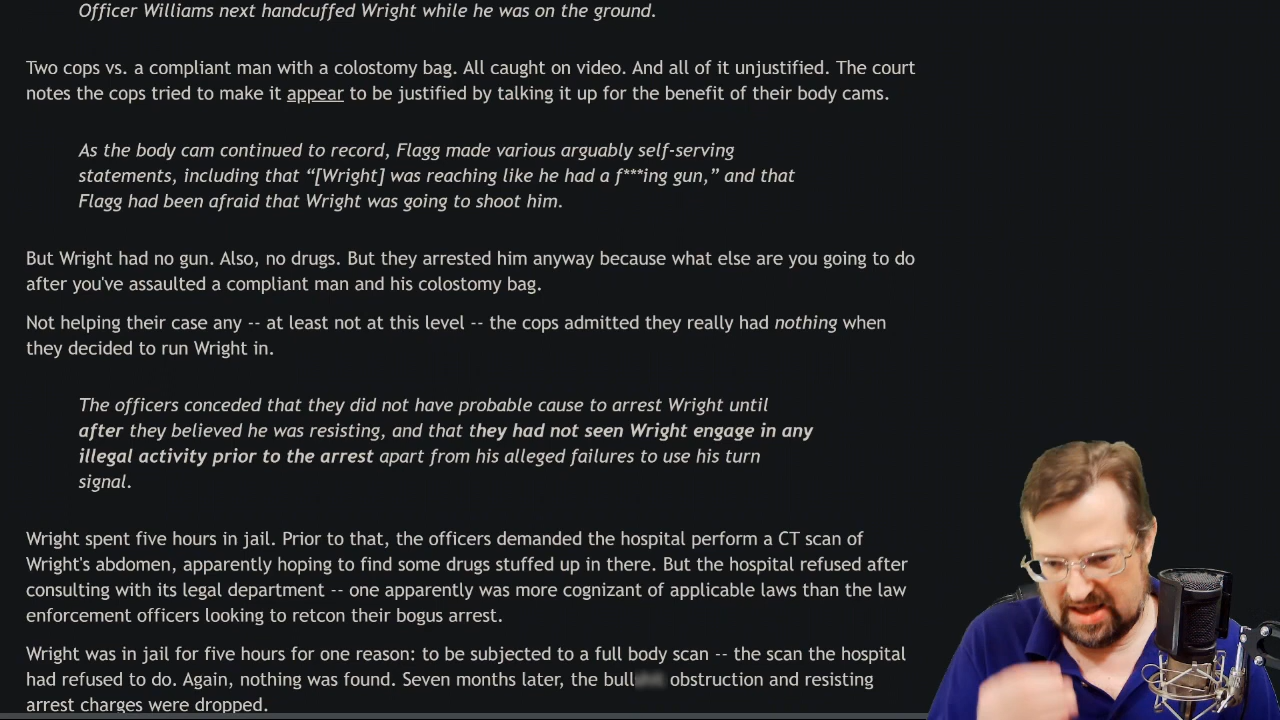 Officer Williams next handcuffed Wright while he was on the ground.
Two cops vs. a compliant man with a colostomy bag. All caught on video. And all of it unjustified. The court
notes the cops tried to make it appear to be justified by talking it up for the benefit of their body cams.
As the body cam continued to record, Flagg made various arguably self-serving
statements, including that “[Wright] was reaching like he had a f***ing gun,” and that
Flagg had been afraid that Wright was going to shoot him.
But Wright had no gun. Also, no drugs. But they arrested him anyway because what else are you going to do
after you've assaulted a compliant man and his colostomy bag.
Not helping their case any -- at least not at this level -- the cops admitted they really had nothing when
they decided to run Wright in.
The officers conceded that they did not have probable cause to arrest Wright until
after they believed he was resisting, and that they had not seen Wright engage in any
illegal activity prior to the arrest apart from his alleged failures to use his turn
signal.
Wright spent five hours in jail. Prior to that, the officers demanded the hospital perform a CT scan of
Wright's abdomen, apparently hoping to find some drugs stuffed up in there. But the hospital refused after
consulting with its legal department -- one apparently was more cognizant of applicable laws than the law
enforcement officers looking to retcon their bogus arrest.
Wright was in jail for five hours for one reason: to be subjected to a full body scan -- the scan the hospital
had refused to do. Again, nothing was found. Seven months later, the bull obstruction and resisting
arrest charges were dropped.